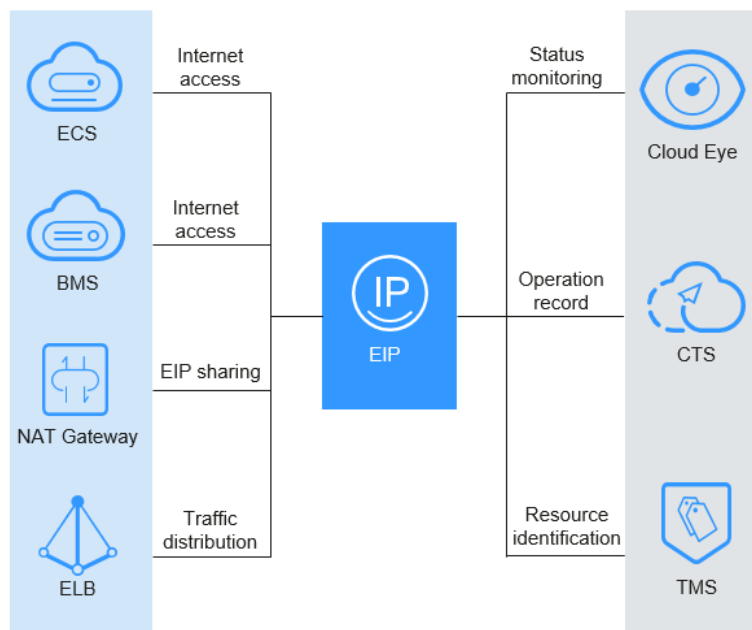 Internet
access
ECS
Internet
access
BMS
EIP sharing
NAT Gateway
Traffic
distribution
ELB
IP
EIP
Status
monitoring
Cloud Eye
Operation
record
CTS
Resource
identification
TMS